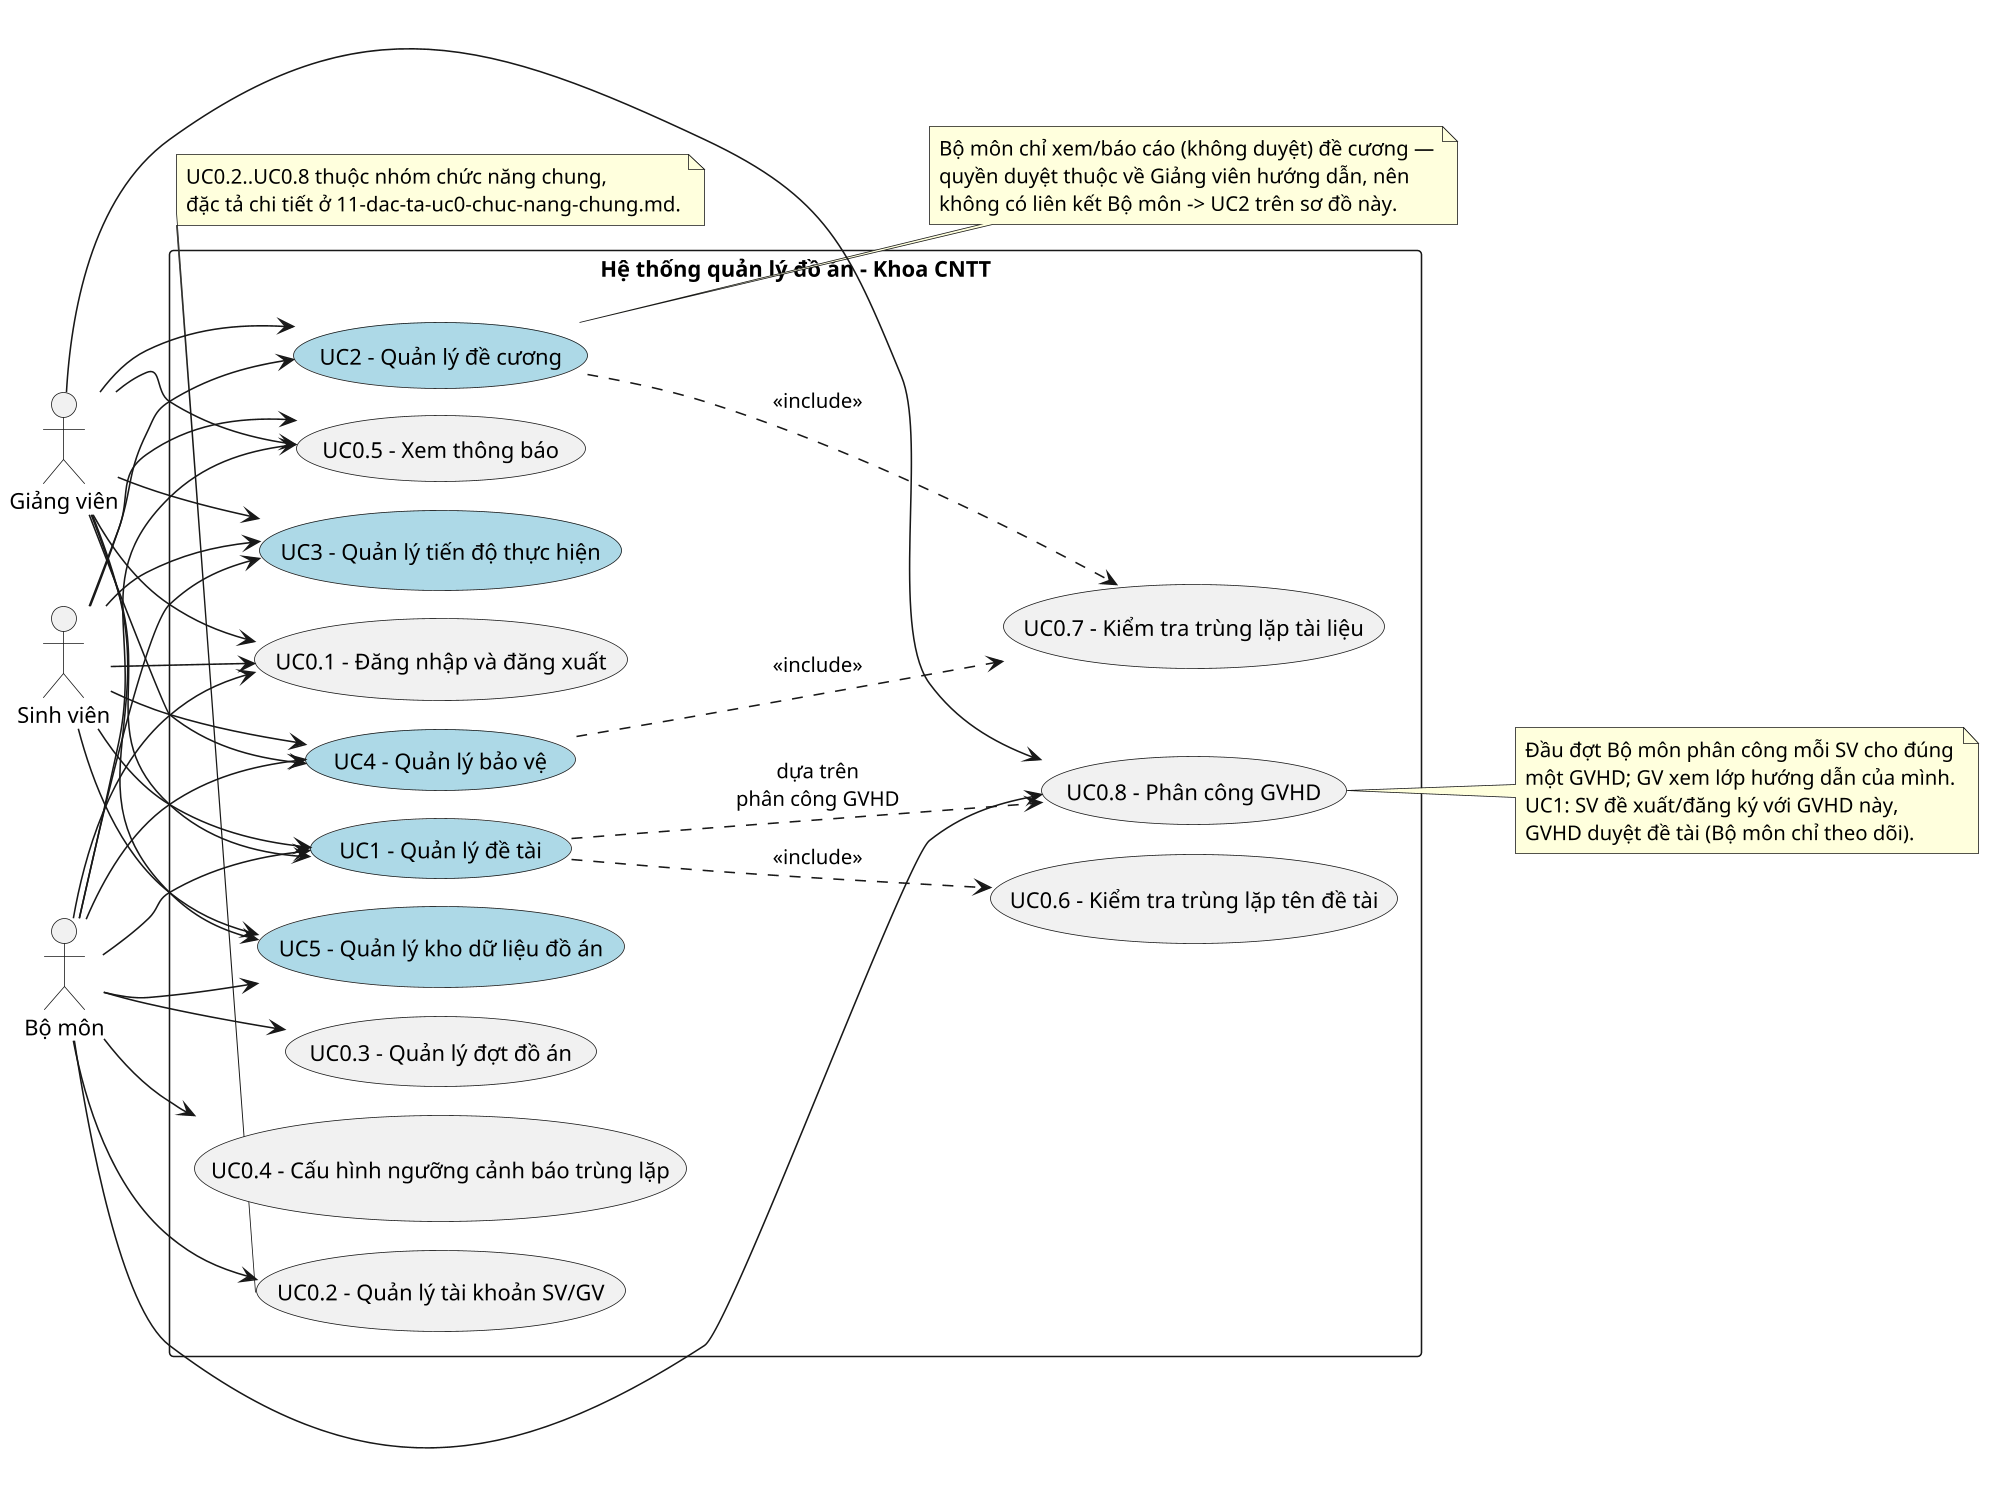 Bộ môn chỉ xem/báo cáo (không duyệt) đề cương —
quyền duyệt thuộc về Giảng viên hướng dẫn, nên
không có liên kết Bộ môn -> UC2 trên sơ đồ này.
UC0.2..UC0.8 thuộc nhóm chức năng chung,
đặc tả chi tiết ở 11-dac-ta-uc0-chuc-nang-chung.md.
Hệ thống quản lý đồ án - Khoa CNTT
UC2 - Quản lý đề cương
«include»
UC0.5 - Xem thông báo
Giảng viên
UC3 - Quản lý tiến độ thực hiện
UC0.7 - Kiểm tra trùng lặp tài liệu
UC0.1 - Đăng nhập và đăng xuất
«include»
Sinh viên
UC4 - Quản lý bảo vệ
dựa trên
phân công GVHD
UC0.8 - Phân công GVHD
Đầu đợt Bộ môn phân công mỗi SV cho đúng
một GVHD; GV xem lớp hướng dẫn của mình.
UC1: SV đề xuất/đăng ký với GVHD này,
GVHD duyệt đề tài (Bộ môn chỉ theo dõi).
UC1 - Quản lý đề tài
«include»
UC0.6 - Kiểm tra trùng lặp tên đề tài
UC5 - Quản lý kho dữ liệu đồ án
Bộ môn
UC0.3 - Quản lý đợt đồ án
UC0.4 - Cấu hình ngưỡng cảnh báo trùng lặp
UC0.2 - Quản lý tài khoản SV/GV